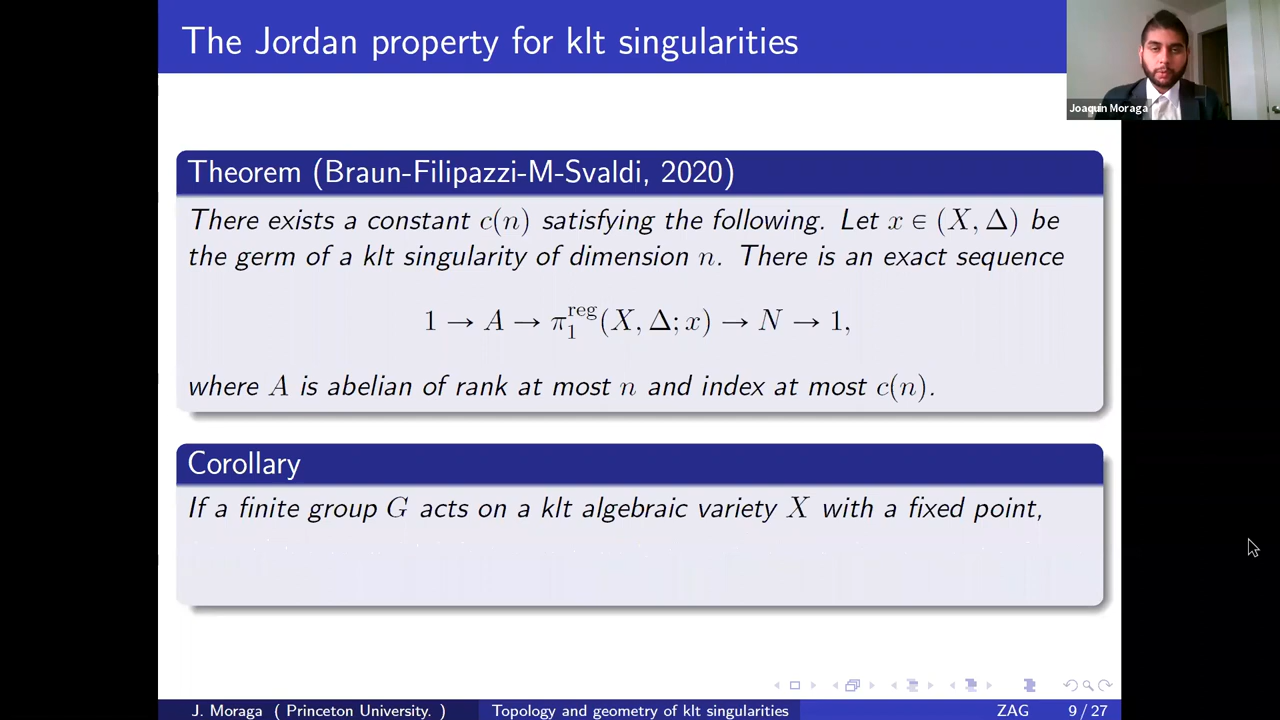 The Jordan property for klt singularities
Joaquín Moraga
Theorem (Braun-Filipazzi-M-Svaldi, 2020)
There exists a constant c(n) satisfying the following. Let x ∈ (X, Δ) be
the germ of a klt singularity of dimension n. There is an exact sequence
1 → A → π₁^reg(X, Δ; x) → N → 1,
where A is abelian of rank at most n and index at most c(n).
Corollary
If a finite group G acts on a klt algebraic variety X with a fixed point,
J. Moraga ( Princeton University. )
Topology and geometry of klt singularities
ZAG
9 / 27